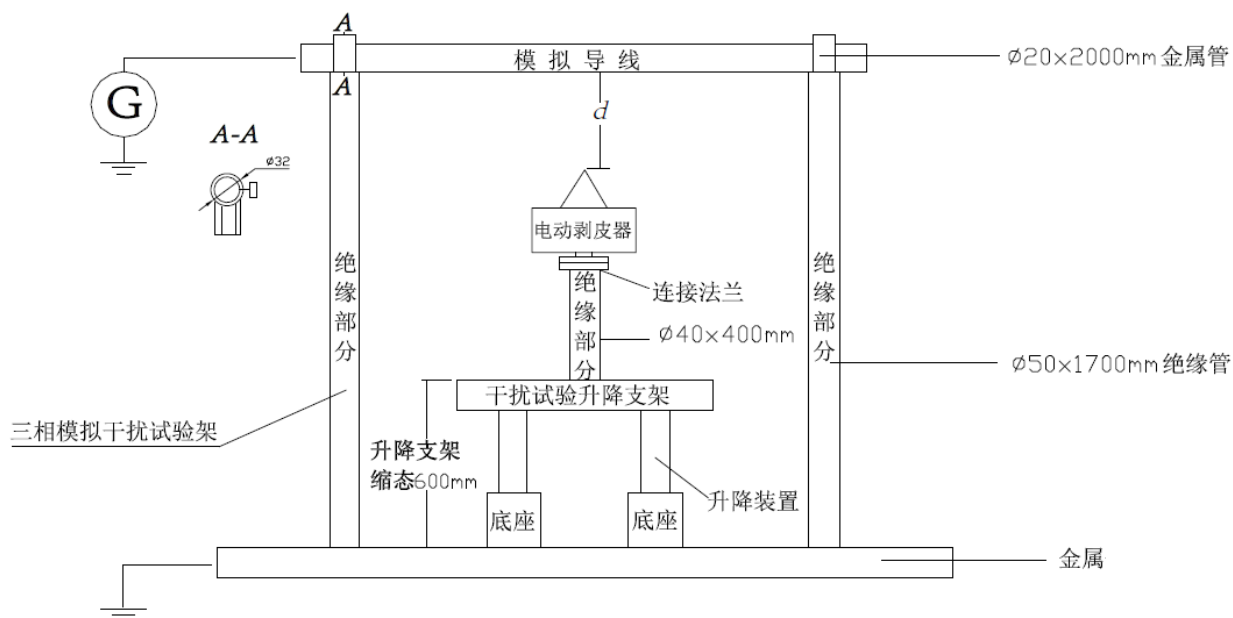 A
模拟导线
Ø20×2000mm金属管
A
G
d
A-A
Ø32
电动剥皮器
绝缘部分
绝缘部分
绝缘部分
连接法兰
Ø40×400mm
Ø50×1700mm绝缘管
干扰试验升降支架
三相模拟干扰试验架
升降支架
缩态600mm
升降装置
底座
底座
金属